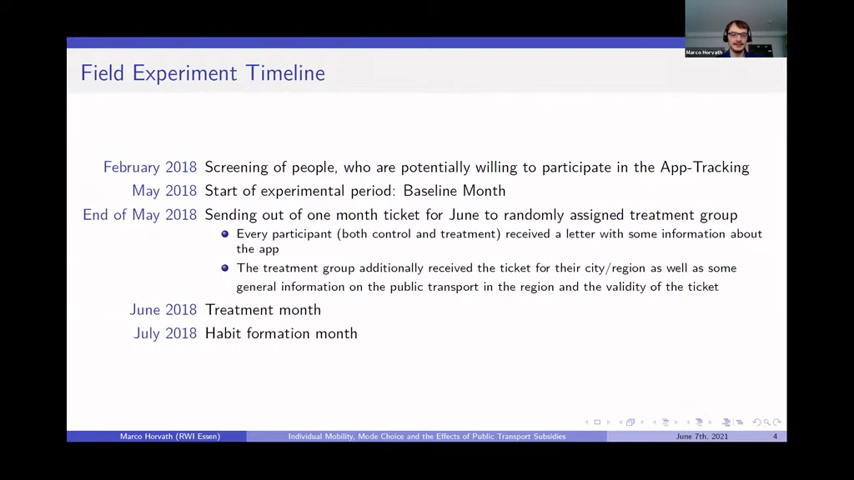 Marco Horvath
Field Experiment Timeline
February 2018 Screening of people, who are potentially willing to participate in the App-Tracking
May 2018 Start of experimental period: Baseline Month
End of May 2018 Sending out of one month ticket for June to randomly assigned treatment group
Every participant (both control and treatment) received a letter with some information about
the app
The treatment group additionally received the ticket for their city/region as well as some
general information on the public transport in the region and the validity of the ticket
June 2018 Treatment month
July 2018 Habit formation month
Marco Horvath (RWI Essen) Individual Mobility, Mode Choice and the Effects of Public Transport Subsidies June 7th, 2021 4